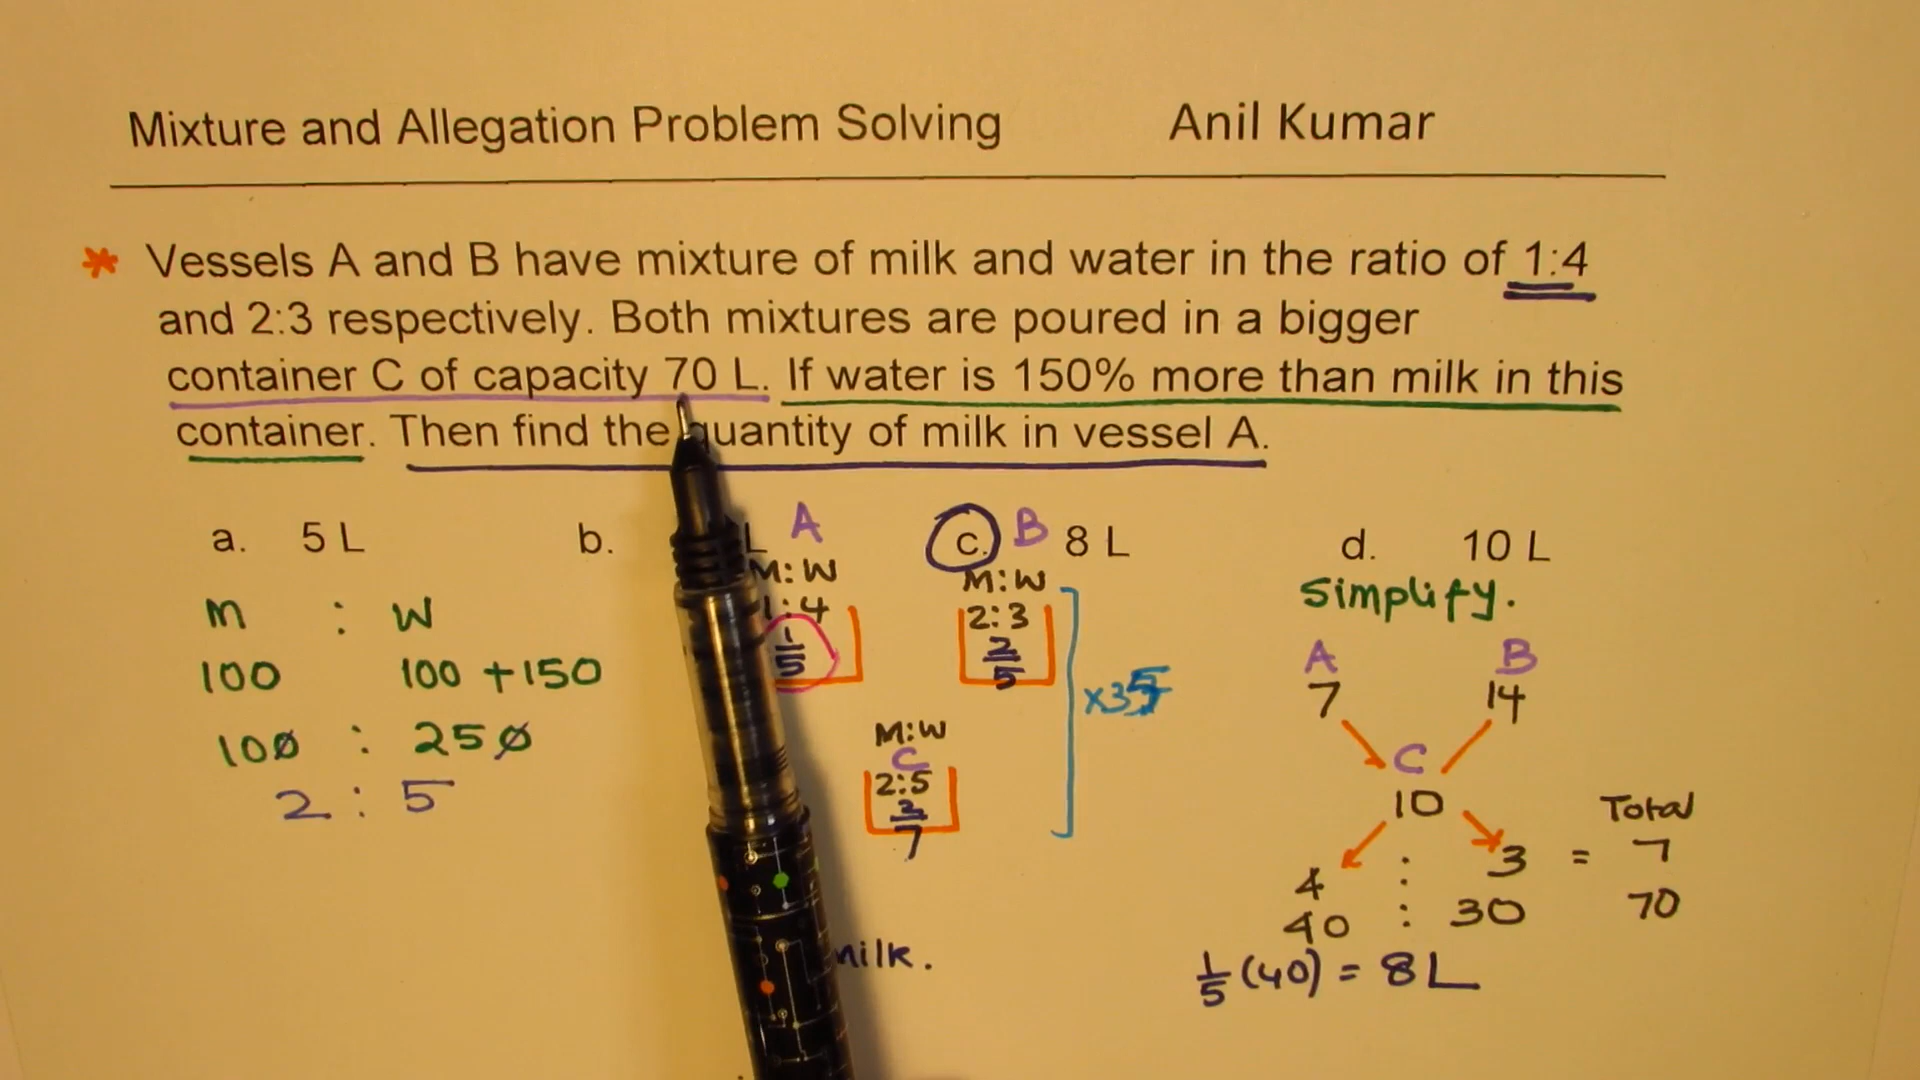 Mixture and Allegation Problem Solving Anil Kumar
* Vessels A and B have mixture of milk and water in the ratio of 1:4
and 2:3 respectively. Both mixtures are poured in a bigger
container C of capacity 70 L. If water is 150% more than milk in this
container. Then find the quantity of milk in vessel A.
a. 5 L b. L c. 8 L d. 10 L
A B
M:W M:W Simplify.
m : W
1:4 2:3
1/5 2/5
100 100 + 150
x35
A B
7 14
100 : 250
M:W
C C
2:5 10
2/7
2 : 5
Total
4 : 3 = 7
40 : 30 70
milk.
1/5 (40) = 8 L